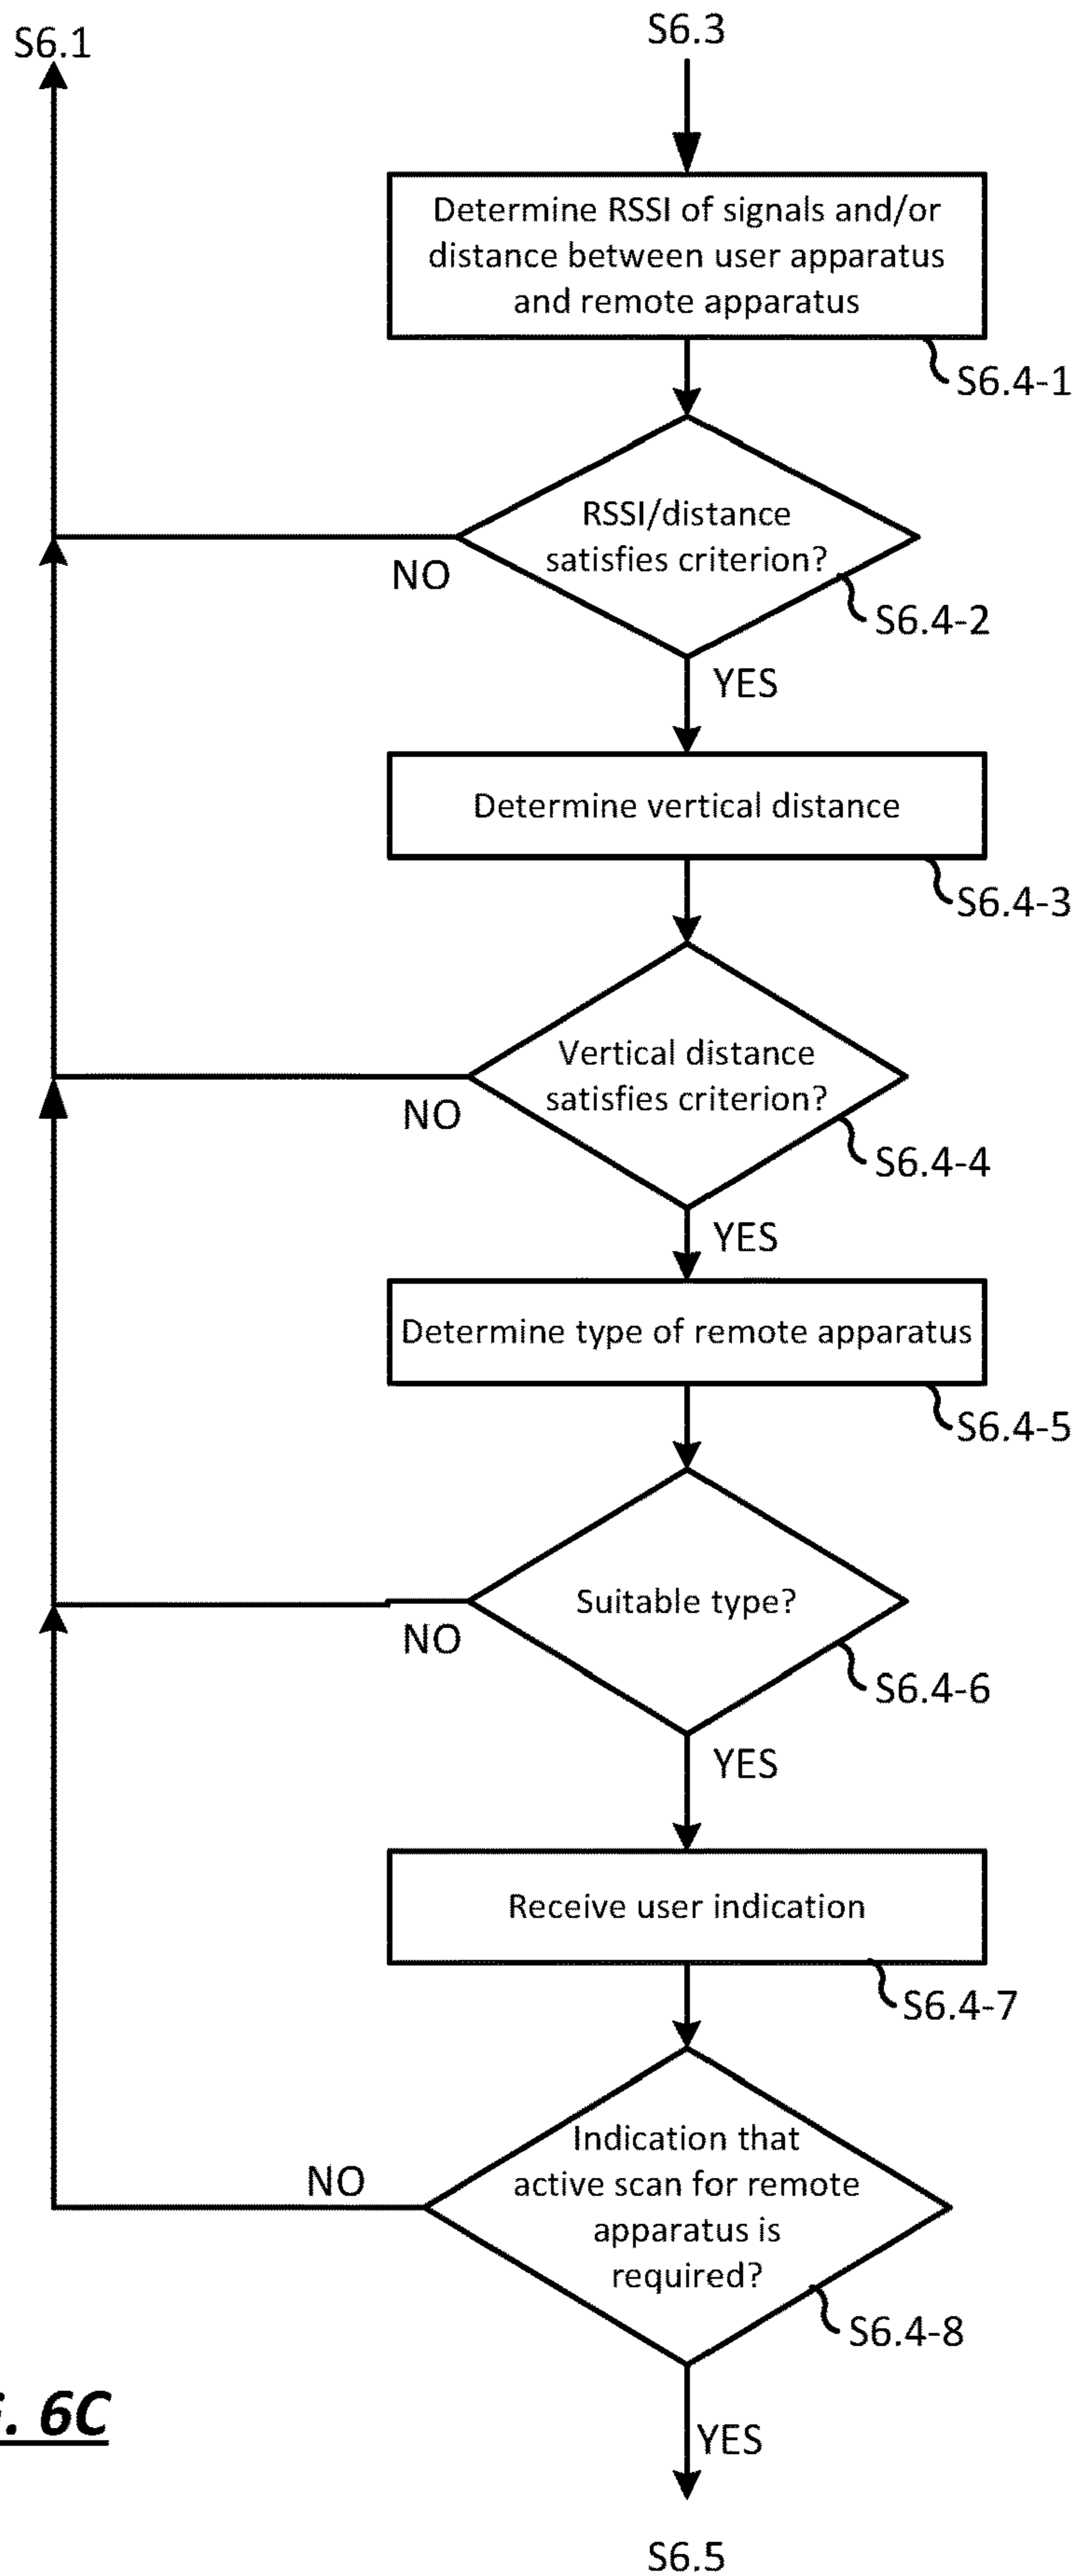 S6.1
S6.3
Determine RSSI of signals and/or
distance between user apparatus
and remote apparatus
S6.4-1
RSSI/distance
satisfies criterion?
NO
S6.4-2
YES
Determine vertical distance
S6.4-3
Vertical distance
satisfies criterion?
NO
S6.4-4
YES
Determine type of remote apparatus
S6.4-5
Suitable type?
NO
S6.4-6
YES
Receive user indication
S6.4-7
Indication that
active scan for remote
apparatus is
required?
NO
S6.4-8
. 6C
YES
S6.5